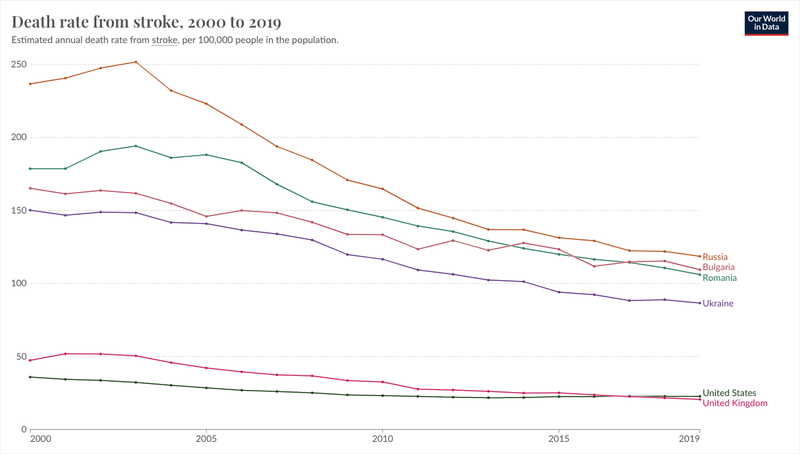 Death rate from stroke, 2000 to 2019
Estimated annual death rate from stroke, per 100,000 people in the population.
Our World
in Data
250
200
150
100
50
0
Russia
Bulgaria
Romania
Ukraine
United States
United Kingdom
2000
2005
2010
2015
2019